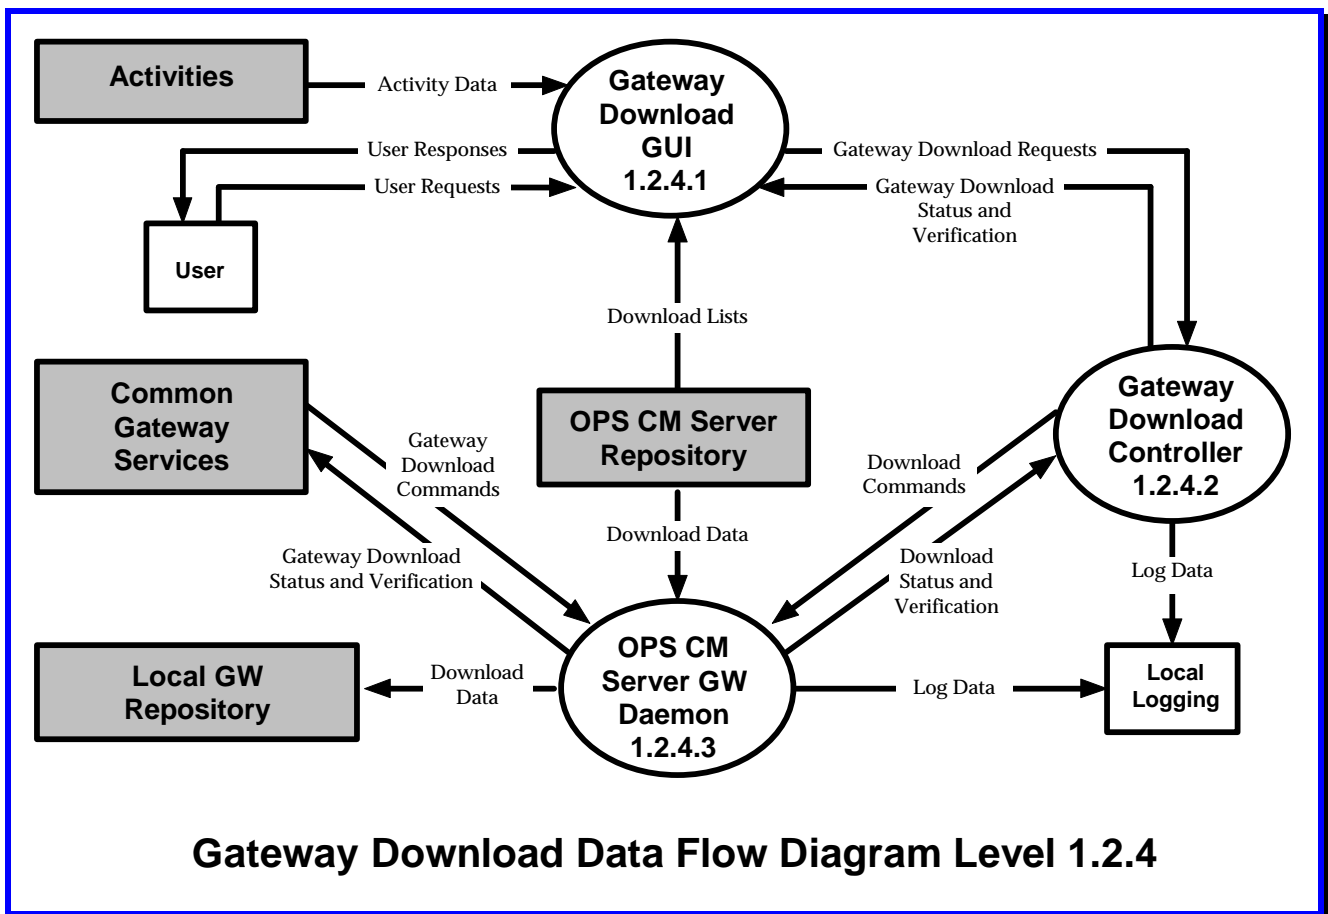 Activities
Activity Data
Gateway
Download
GUI
1.2.4.1
User Responses
User Requests
Gateway Download Requests
Gateway Download
Status and
Verification
User
Download Lists
Common
Gateway
Services
Gateway
Download
Commands
OPS CM Server
Repository
Download
Commands
Gateway
Download
Controller
1.2.4.2
Gateway Download
Status and Verification
Download Data
Download
Status and
Verification
Log Data
Local GW
Repository
Download
Data
OPS CM
Server GW
Daemon
1.2.4.3
Log Data
Local
Logging
Gateway Download Data Flow Diagram Level 1.2.4